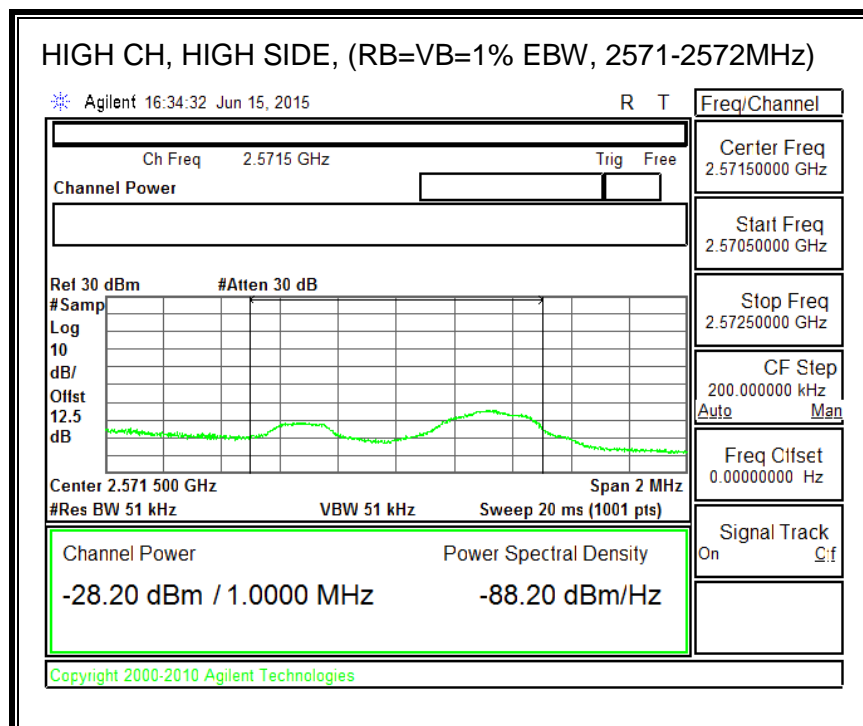 HIGH CH, HIGH SIDE, (RB=VB=1% EBW, 2571-2572MHz)
Agilent 16:34:32 Jun 15, 2015 R T
Freq/Channel
Ch Freq 2.5715 GHz Trig Free
Channel Power
Center Freq
2.57150000 GHz
Start Freq
2.57050000 GHz
Stop Freq
2.57250000 GHz
CF Step
200.000000 kHz
Auto Man
Freq Offset
0.00000000 Hz
Signal Track
On Off
Ref 30 dBm #Atten 30 dB
#Samp
Log
10
dB/
Offst
12.5
dB
Center 2.571 500 GHz Span 2 MHz
#Res BW 51 kHz VBW 51 kHz Sweep 20 ms (1001 pts)
Channel Power Power Spectral Density
-28.20 dBm / 1.0000 MHz -88.20 dBm/Hz
Copyright 2000-2010 Agilent Technologies